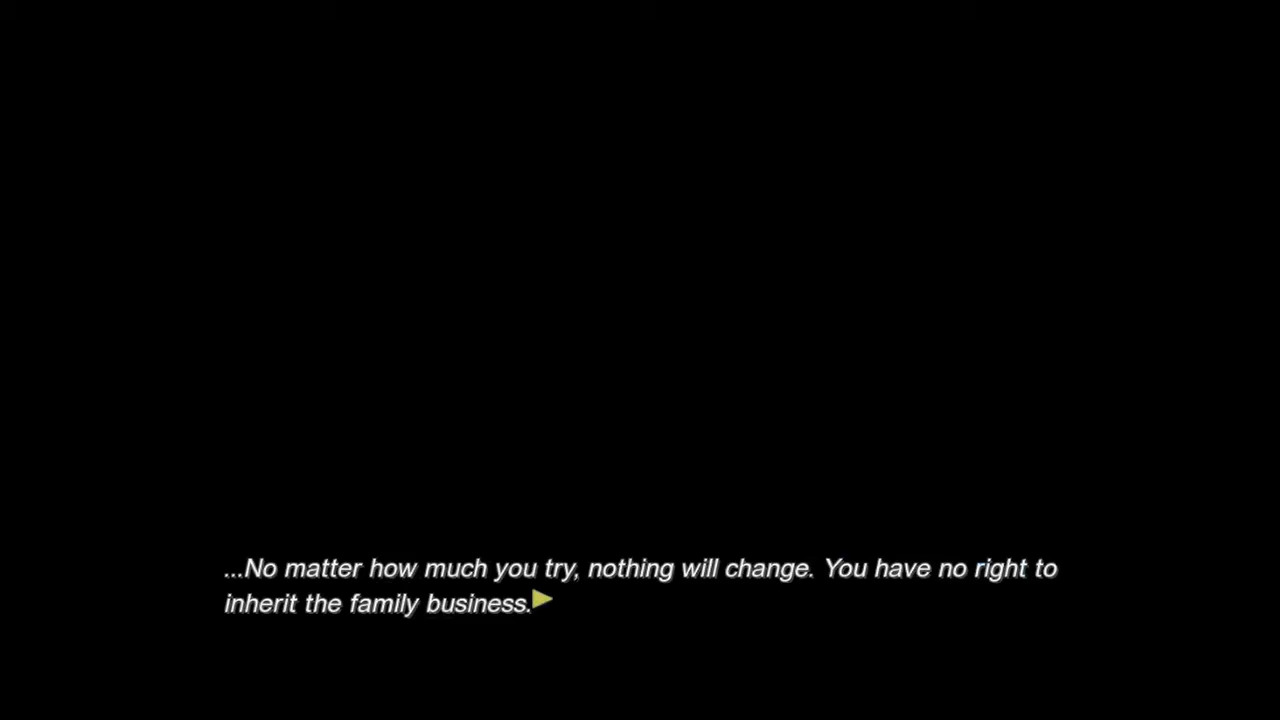 ...No matter how much you try, nothing will change. You have no right to
inherit the family business.